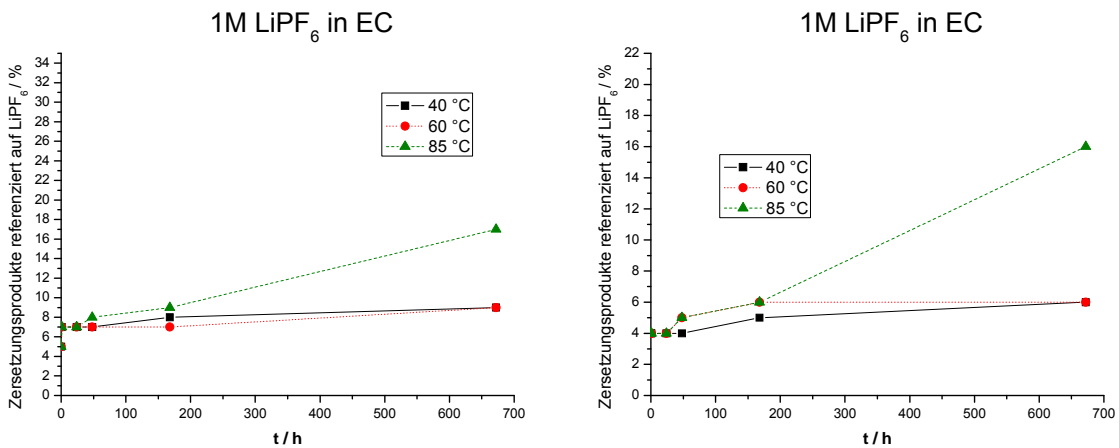 1M LiPF6 in EC
Zersetzungsprodukte referenziert auf LiPF6 / %
34
32
30
28
26
24
22
20
18
16
14
12
10
8
6
4
2
0
40 °C
60 °C
85 °C
0 100 200 300 400 500 600 700
t / h
1M LiPF6 in EC
Zersetzungsprodukte referenziert auf LiPF6 / %
22
20
18
16
14
12
10
8
6
4
2
0
40 °C
60 °C
85 °C
0 100 200 300 400 500 600 700
t / h